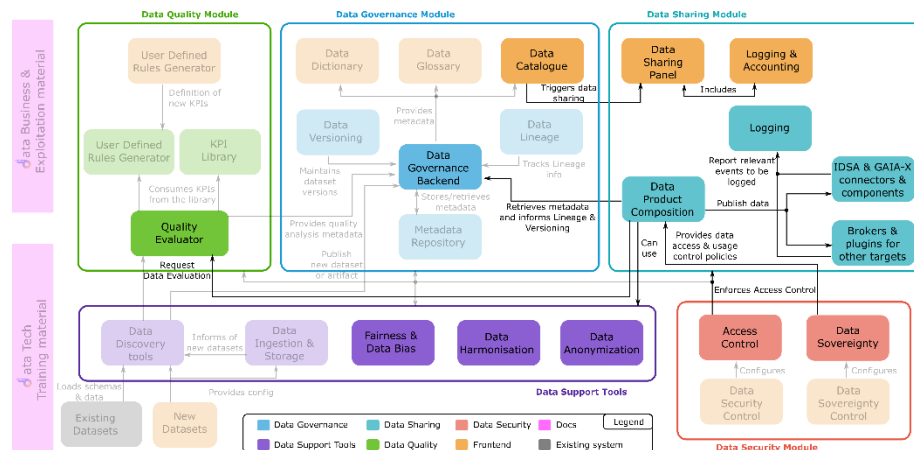 Data Quality Module
Data Governance Module
Data Sharing Module
data Business &
Exploitation material
User Defined
Rules Generator
Definition of
new KPIs
User Defined
Rules Generator
KPI
Library
Consumes KPIs
from the library
Quality
Evaluator
Request
Data Evaluation
Data
Dictionary
Data
Glossary
Data
Catalogue
Provides
metacata
Data
Versioning
Data
Lineage
Maintains
dataset
versions
Data
Governance
Backend
Tracks Lineage
info
Provides quality
analysis metadata
Stores/retrieves
metadata
Metadata
Repository
Publish
new dataset
or artifact
Triggers data
sharing
Retrieves metadata
and informs Lineage &
Versioning
Data
Sharing
Panel
Includes
Logging &
Accounting
Logging
Report relevant
events to be
logged
IDSA & GAIA-X
connectors &
components
Data
Product
Composition
Publish data
Brokers &
plugins for
other targets
Provides data
access & usage
control policies
Can
use
Enforces Access Control
data Tech
Training material
Data
Discovery
tools
Informs of
new datasets
Data
Ingestion &
Storage
Fairness &
Data Bias
Data
Harmonisation
Data
Anonymization
Data Support Tools
Loads schemas
& data
Provides config
Existing
Datasets
New
Datasets
Access
Control
Data
Sovereignty
Configures
Configures
Data
Security
Control
Data
Sovereignty
Control
Data Security Module
Legend
Data Governance
Data Sharing
Data Security
Docs
Data Support Tools
Data Quality
Frontend
Existing system